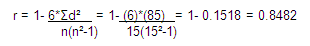 r = 1- 6*Σd² = 1- (6)*(85) = 1- 0.1518 = 0.8482
n(n²-1) 15(15²-1)